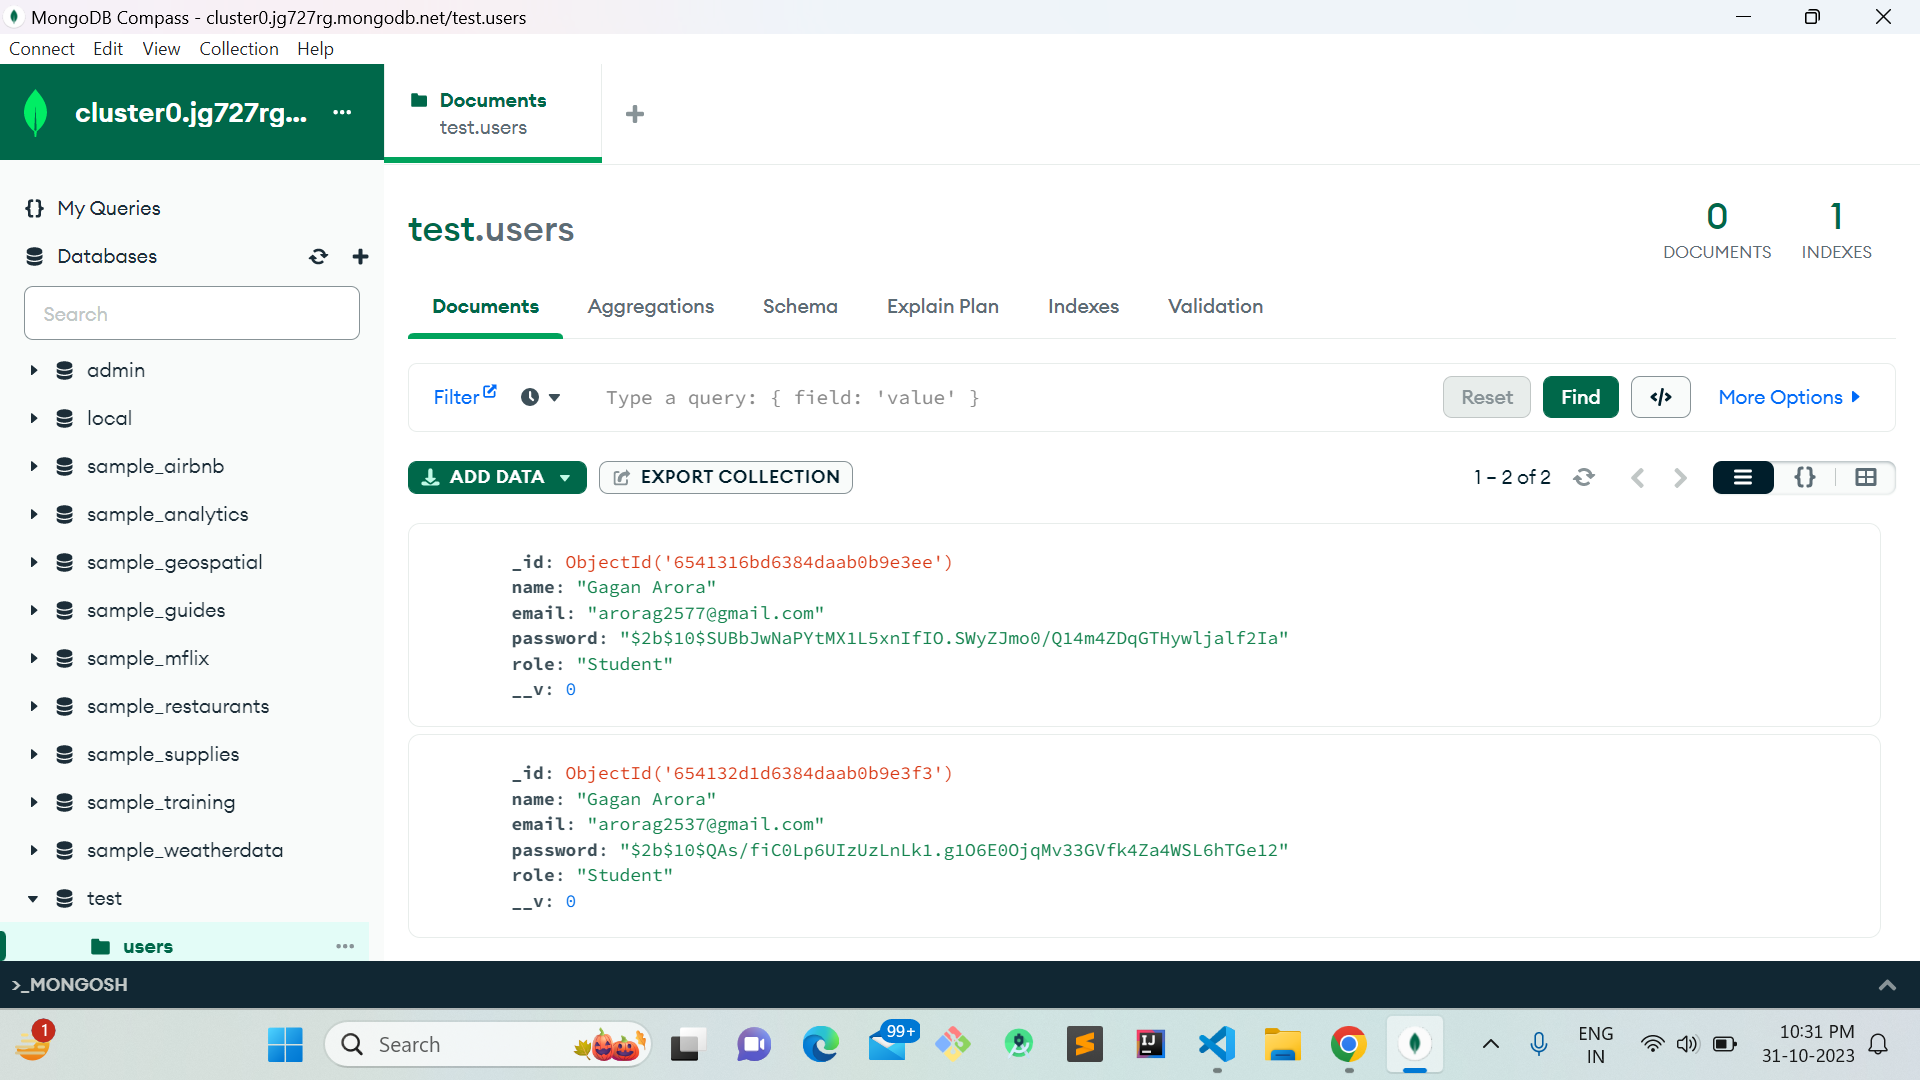 MongoDB Compass - cluster0.jg727rg.mongodb.net/test.users
Connect Edit View Collection Help
cluster0.jg727rg...
Documents
test.users
My Queries
Databases
Search
admin
local
sample_airbnb
sample_analytics
sample_geospatial
sample_guides
sample_mflix
sample_restaurants
sample_supplies
sample_training
sample_weatherdata
test
users
test.users
0
DOCUMENTS
1
INDEXES
Documents Aggregations Schema Explain Plan Indexes Validation
Filter Type a query: { field: 'value' } Reset Find </> More Options
ADD DATA EXPORT COLLECTION 1 – 2 of 2 {}
_id: ObjectId('6541316bd6384daab0b9e3ee')
name: "Gagan Arora"
email: "arorag2577@gmail.com"
password: "$2b$10$SUBbJwNaPYtMX1L5xnIfIO.SWyZJmo0/Q14m4ZDqGTHywljalf2Ia"
role: "Student"
__v: 0
_id: ObjectId('654132d1d6384daab0b9e3f3')
name: "Gagan Arora"
email: "arorag2537@gmail.com"
password: "$2b$10$QAs/fiC0Lp6UIzUzLnLk1.g1O6E0OjqMv33GVfk4Za4WSL6hTGe12"
role: "Student"
__v: 0
>_MONGOSH
1
Search
99+
IJ
ENG
IN
10:31 PM
31-10-2023